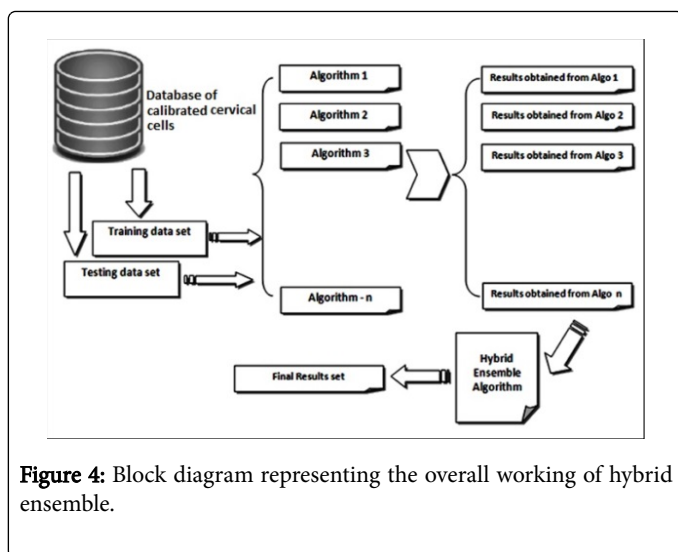 Database of
calibrated cervical
cells
Training data set
Testing data set
Algorithm 1
Algorithm 2
Algorithm 3
Algorithm - n
Results obtained from Algo 1
Results obtained from Algo 2
Results obtained from Algo 3
Results obtained from Algo n
Hybrid
Ensemble
Algorithm
Final Results set
Figure 4: Block diagram representing the overall working of hybrid
ensemble.